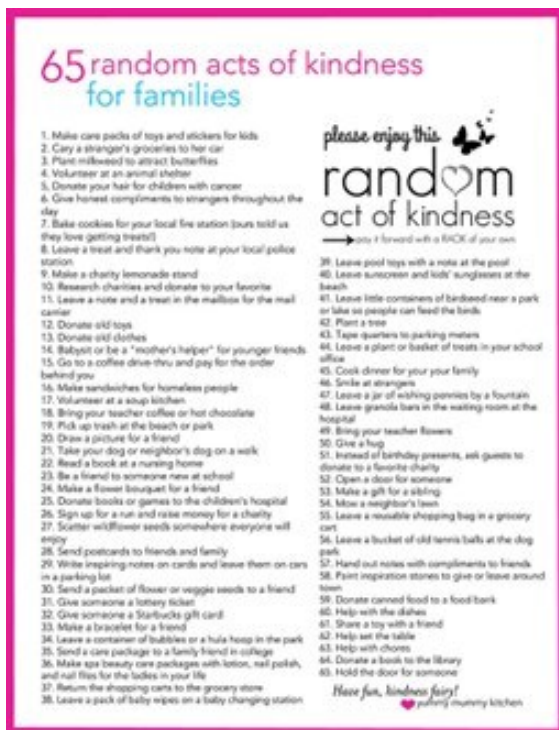 65 random acts of kindness
for families
1. Make care packs of toys and stickers for kids
2. Cary a stranger's groceries to her car
3. Plant milkweed to attract butterflies
4. Volunteer at an animal shelter
5. Donate your hair for children with cancer
6. Give honest compliments to strangers throughout the
day
7. Bake cookies for your local fire station (ours told us
they love getting treats!)
8. Leave a treat and thank you note at your local police
station
9. Make a charity lemonade stand
10. Research charities and donate to your favorite
11. Leave a note and a treat in the mailbox for the mail
carrier
12. Donate old toys
13. Donate old clothes
14. Babysit or be a "mother's helper" for younger friends
15. Go to a coffee drive-thru and pay for the order
behind you
16. Make sandwiches for homeless people
17. Volunteer at a soup kitchen
18. Bring your teacher coffee or hot chocolate
19. Pick up trash at the beach or park
20. Draw a picture for a friend
21. Take your dog or neighbor's dog on a walk
22. Read a book at a nursing home
23. Be a friend to someone new at school
24. Make a flower bouquet for a friend
25. Donate books or games to the children's hospital
26. Sign up for a run and raise money for a charity
27. Scatter wildflower seeds somewhere everyone will
enjoy
28. Send postcards to friends and family
29. Write inspiring notes on cards and leave them on cars
in a parking lot
30. Send a packet of flower or veggie seeds to a friend
31. Give someone a lottery ticket
32. Give someone a Starbucks gift card
33. Make a bracelet for a friend
34. Leave a container of bubbles or a hula hoop in the park
35. Send a care package to a family friend in college
36. Make spa beauty care packages with lotion, nail polish,
and nail files for the ladies in your life
37. Return the shopping carts to the grocery store
38. Leave a pack of baby wipes on a baby changing station
please enjoy this
random
act of kindness
pay it forward with a RACK of your own
39. Leave pool toys with a note at the pool
40. Leave sunscreen and kids' sunglasses at the
beach
41. Leave little containers of birdseed near a park
or lake so people can feed the birds
42. Plant a tree
43. Tape quarters to parking meters
44. Leave a plant or basket of treats in your school
office
45. Cook dinner for your your family
46. Smile at strangers
47. Leave a jar of wishing pennies by a fountain
48. Leave granola bars in the waiting room at the
hospital
49. Bring your teacher flowers
50. Give a hug
51. Instead of birthday presents, ask guests to
donate to a favorite charity
52. Open a door for someone
53. Make a gift for a sibling
54. Mow a neighbor's lawn
55. Leave a reusable shopping bag in a grocery
cart
56. Leave a bucket of old tennis balls at the dog
park
57. Hand out notes with compliments to friends
58. Paint inspiration stones to give or leave around
town
59. Donate canned food to a food bank
60. Help with the dishes
61. Share a toy with a friend
62. Help set the table
63. Help with chores
64. Donate a book to the library
65. Hold the door for someone
Have fun, kindness fairy!
yummy mummy kitchen